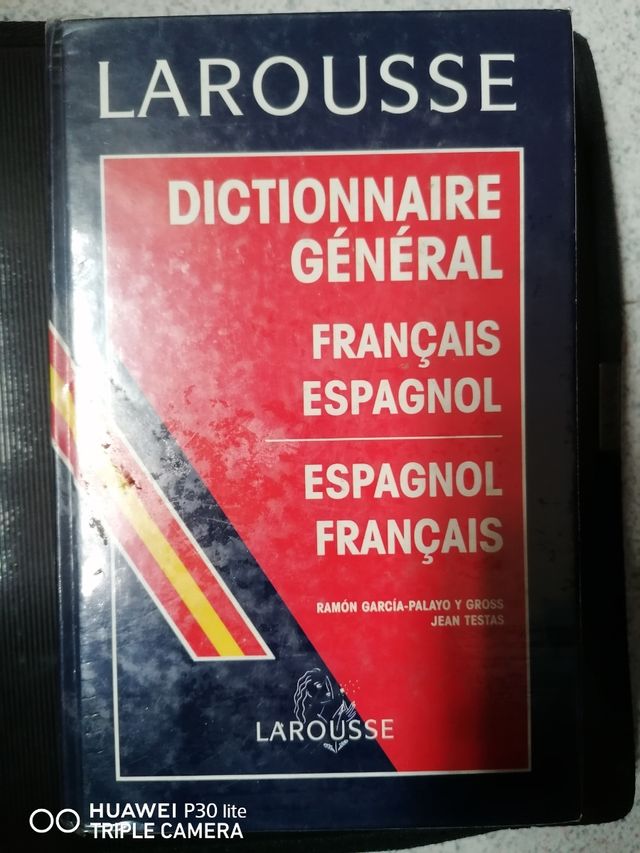 LAROUSSE
DICTIONNAIRE
GÉNÉRAL
FRANÇAIS
ESPAGNOL
ESPAGNOL
FRANÇAIS
RAMÓN GARCÍA-PALAYO Y GROSS
JEAN TESTAS
LAROUSSE
HUAWEI P30 lite
TRIPLE CAMERA